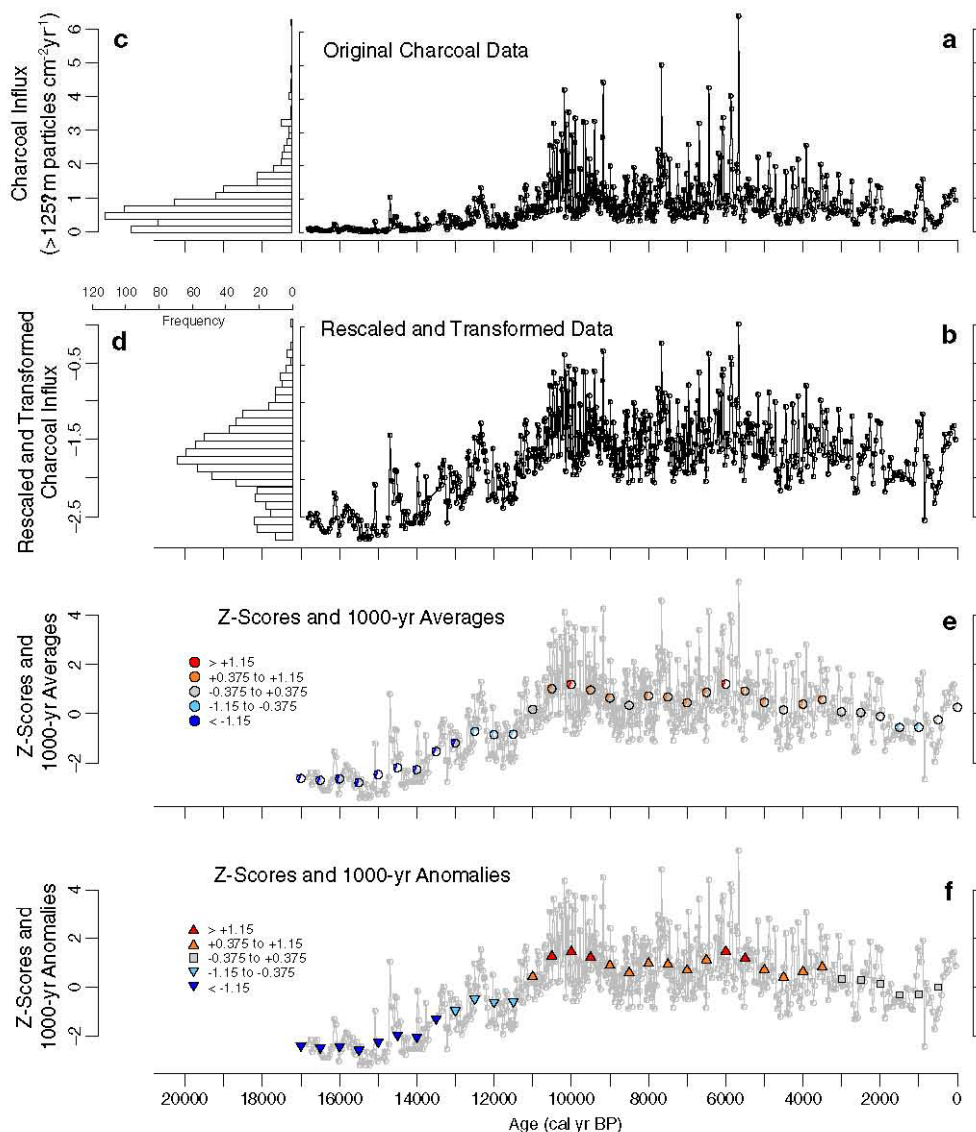 c
Original Charcoal Data
a
Charcoal Influx
(>125?m particles cm-2yr-1)
6
5
4
3
2
1
0
120 100 80 60 40 20 0
Frequency
d
Rescaled and Transformed Data
b
Rescaled and Transformed
Charcoal Influx
-0.5
-1.5
-2.5
Z-Scores and 1000-yr Averages
e
Z-Scores and
1000-yr Averages
4
2
0
-2
> +1.15
+0.375 to +1.15
-0.375 to +0.375
-1.15 to -0.375
< -1.15
Z-Scores and 1000-yr Anomalies
f
Z-Scores and
1000-yr Anomalies
4
2
0
-2
> +1.15
+0.375 to +1.15
-0.375 to +0.375
-1.15 to -0.375
< -1.15
20000 18000 16000 14000 12000 10000 8000 6000 4000 2000 0
Age (cal yr BP)